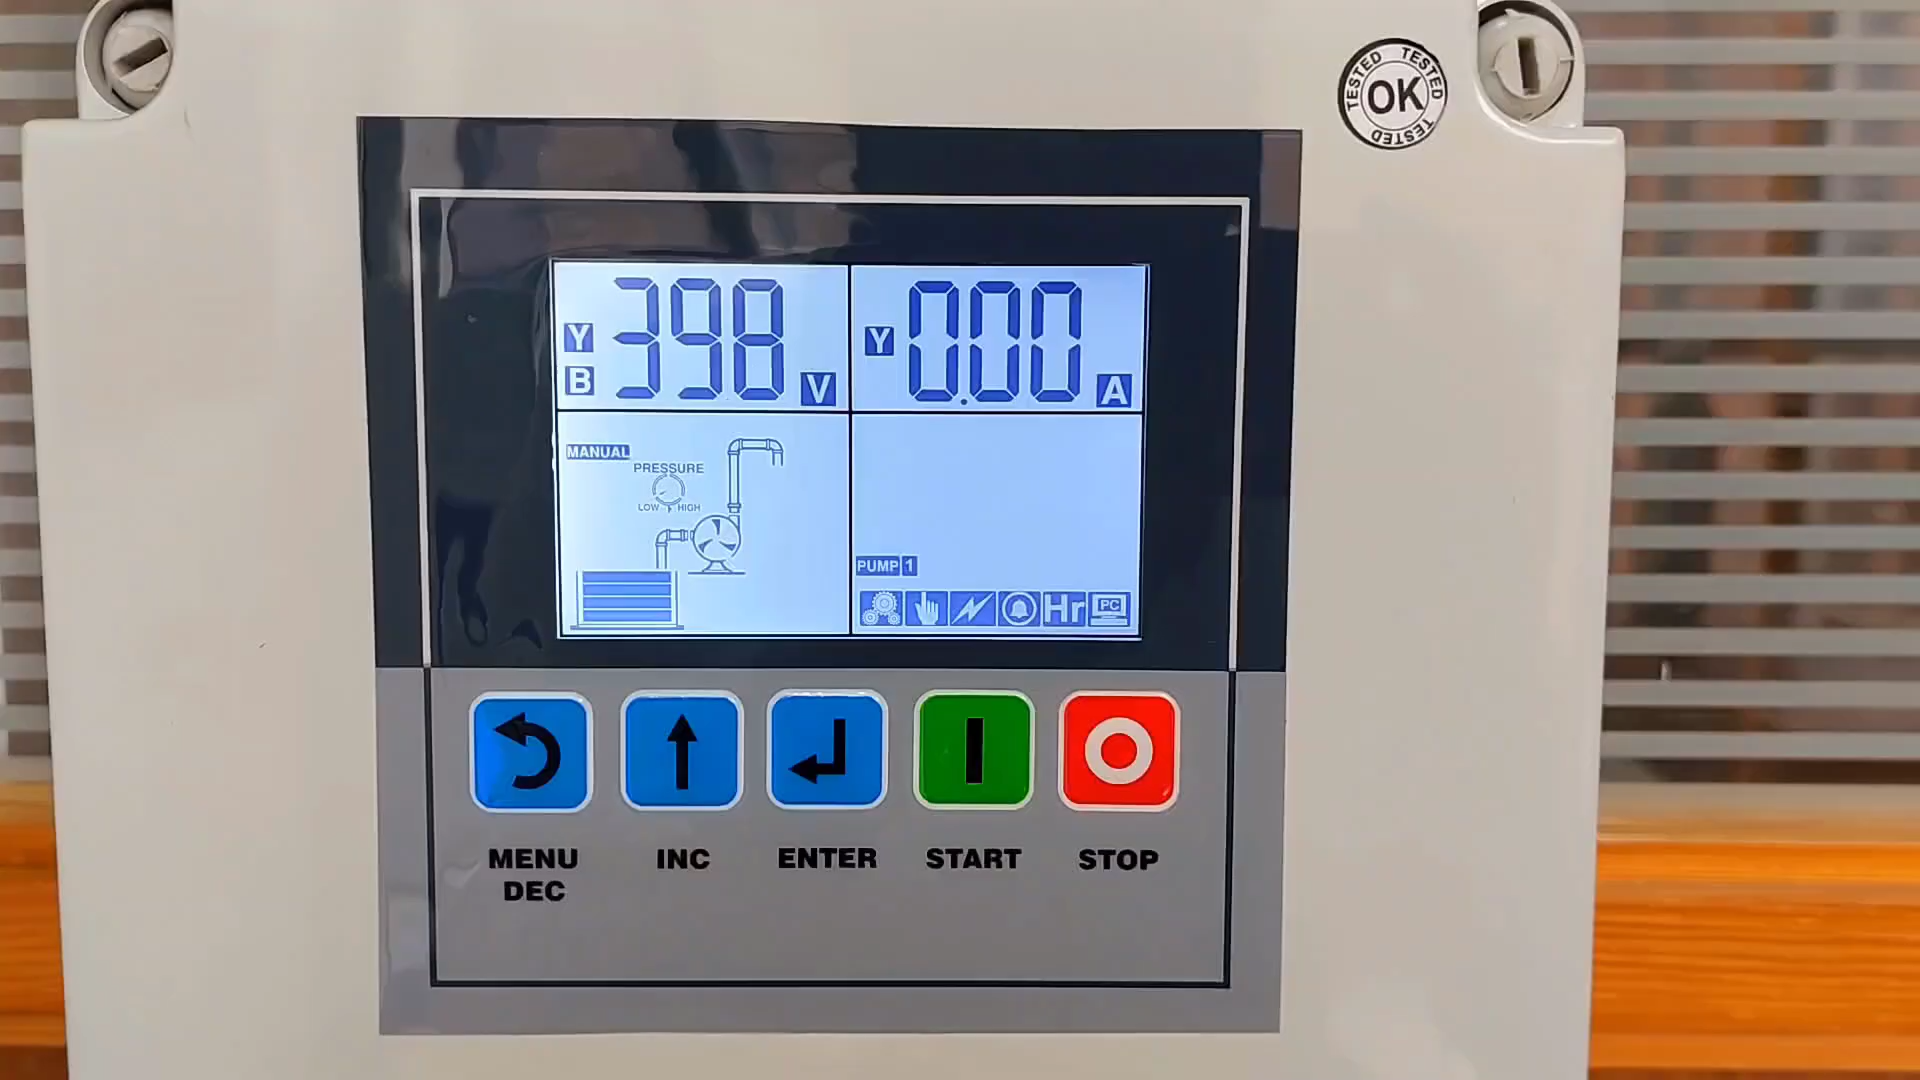 TESTED TESTED TESTED
OK
Y
B
398
V
Y
0.00
A
MANUAL
PRESSURE
LOW HIGH
PUMP 1
Hr
PC
MENU
DEC
INC
ENTER
START
STOP